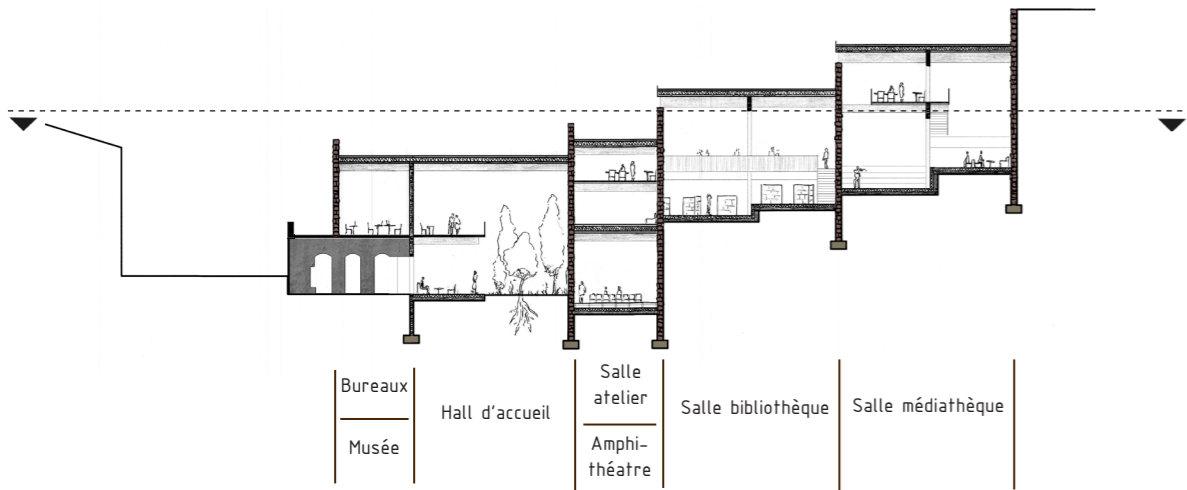 Bureaux
Musée
Hall d'accueil
Salle
atelier
Amphi-
théatre
Salle bibliothèque
Salle médiathèque